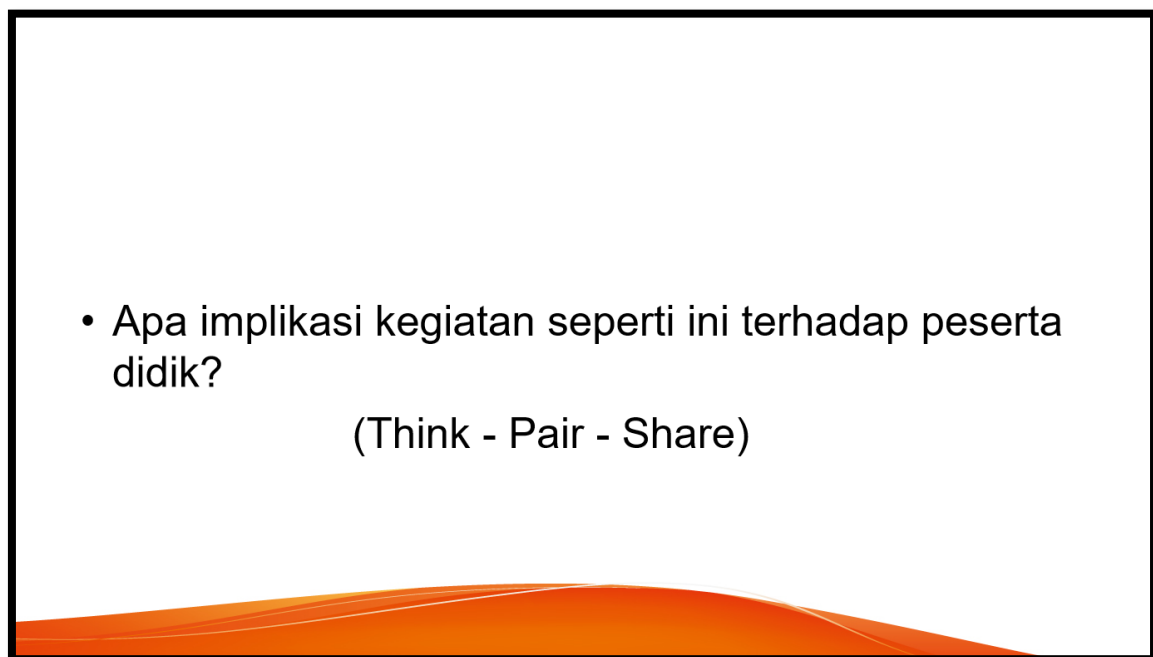 • Apa implikasi kegiatan seperti ini terhadap peserta
didik?
(Think - Pair - Share)